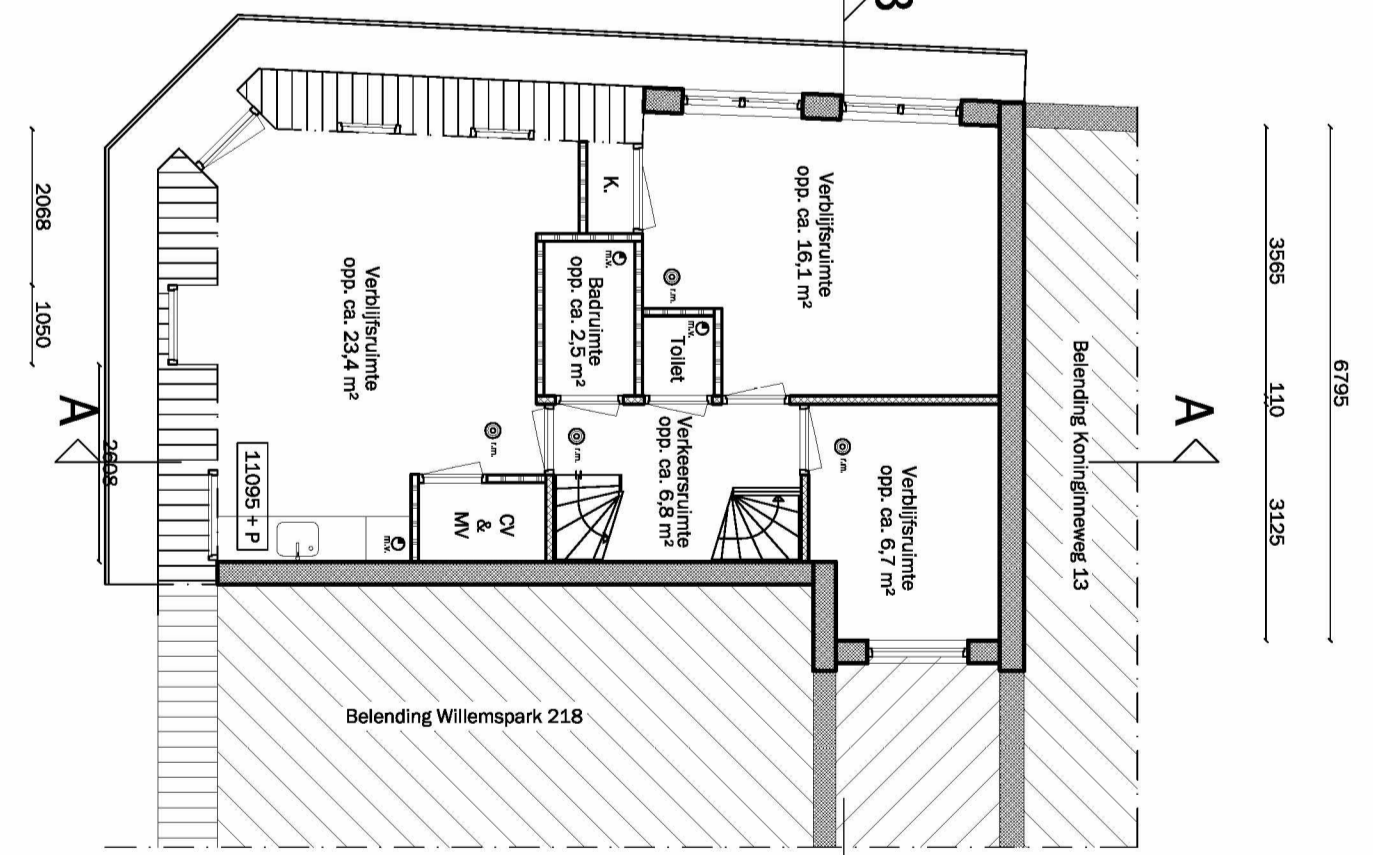 B
Verblijfsruimte
opp. ca. 16,1 m²
K.
m.v.
Badruimte
opp. ca. 2,5 m²
r.m.
m.v.
Toilet
Verblijfsruimte
opp. ca. 23,4 m²
r.m.
r.m.
Verkeersruimte
opp. ca. 6,8 m²
r.m.
Verblijfsruimte
opp. ca. 6,7 m²
CV
&
MV
m.v.
11095 + P
Belending Willemspark 218
Belending Koninginneweg 13
A
A
2068
1050
2608
3565
110
3125
6795